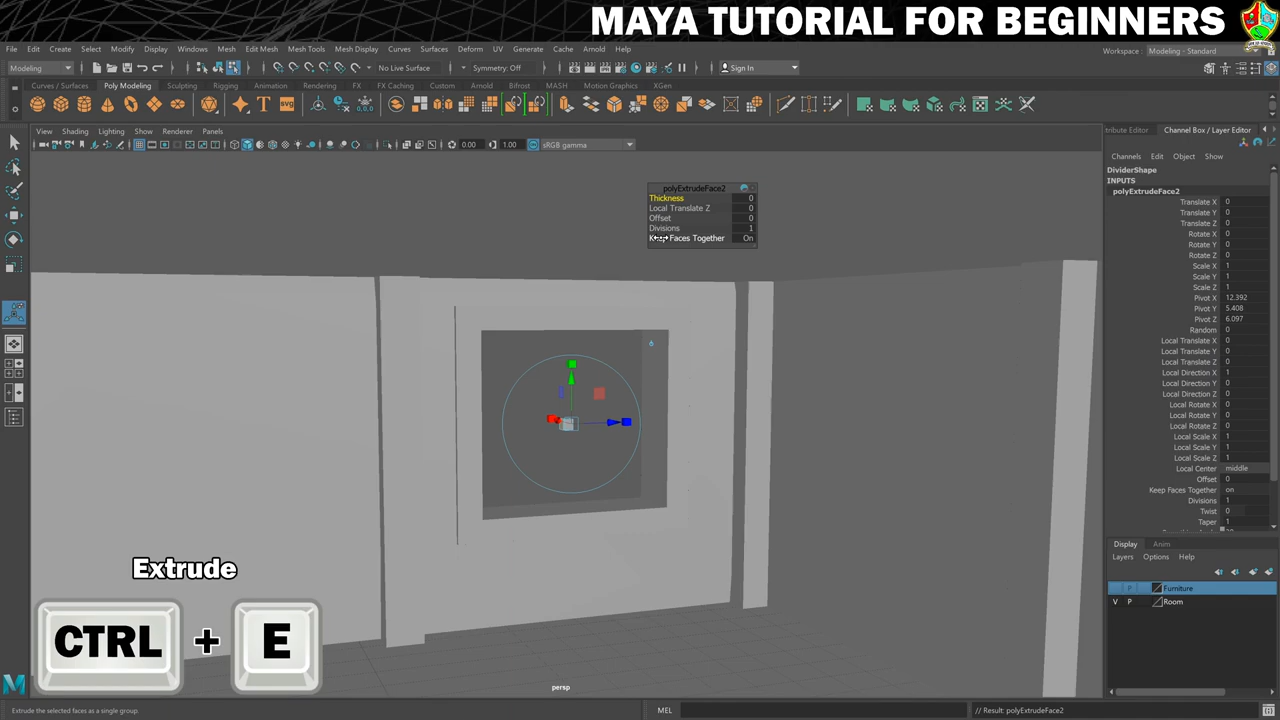 MAYA TUTORIAL FOR BEGINNERS
File Edit Create Select Modify Display Windows Mesh Edit Mesh Mesh Tools Mesh Display Curves Surfaces Deform UV Generate Cache Arnold Help
Workspace: Modeling - Standard
Modeling No Live Surface Symmetry: Off Sign In
Curves / Surfaces Poly Modeling Sculpting Rigging Animation Rendering FX FX Caching Custom Arnold Bifrost MASH Motion Graphics XGen
SVG
View Shading Lighting Show Renderer Panels
0.00 1.00 sRGB gamma
tribute Editor Channel Box / Layer Editor
Channels Edit Object Show
DividerShape
INPUTS
polyExtrudeFace2
Translate X 0
Translate Y 0
Translate Z 0
Rotate X 0
Rotate Y 0
Rotate Z 0
Scale X 1
Scale Y 1
Scale Z 1
Pivot X 12.392
Pivot Y 5.408
Pivot Z 6.097
Random 0
Local Translate X 0
Local Translate Y 0
Local Translate Z 0
Local Direction X 1
Local Direction Y 0
Local Direction Z 0
Local Rotate X 0
Local Rotate Y 0
Local Rotate Z 0
Local Scale X 1
Local Scale Y 1
Local Scale Z 1
Local Center middle
Offset 0
Keep Faces Together on
Divisions 1
Twist 0
Taper 1
polyExtrudeFace2
Thickness 0
Local Translate Z 0
Offset 0
Divisions 1
Keep Faces Together On
Display Anim
Layers Options Help
P Furniture
V P Room
Extrude
CTRL + E
persp
Extrude the selected faces as a single group.
MEL
// Result: polyExtrudeFace2